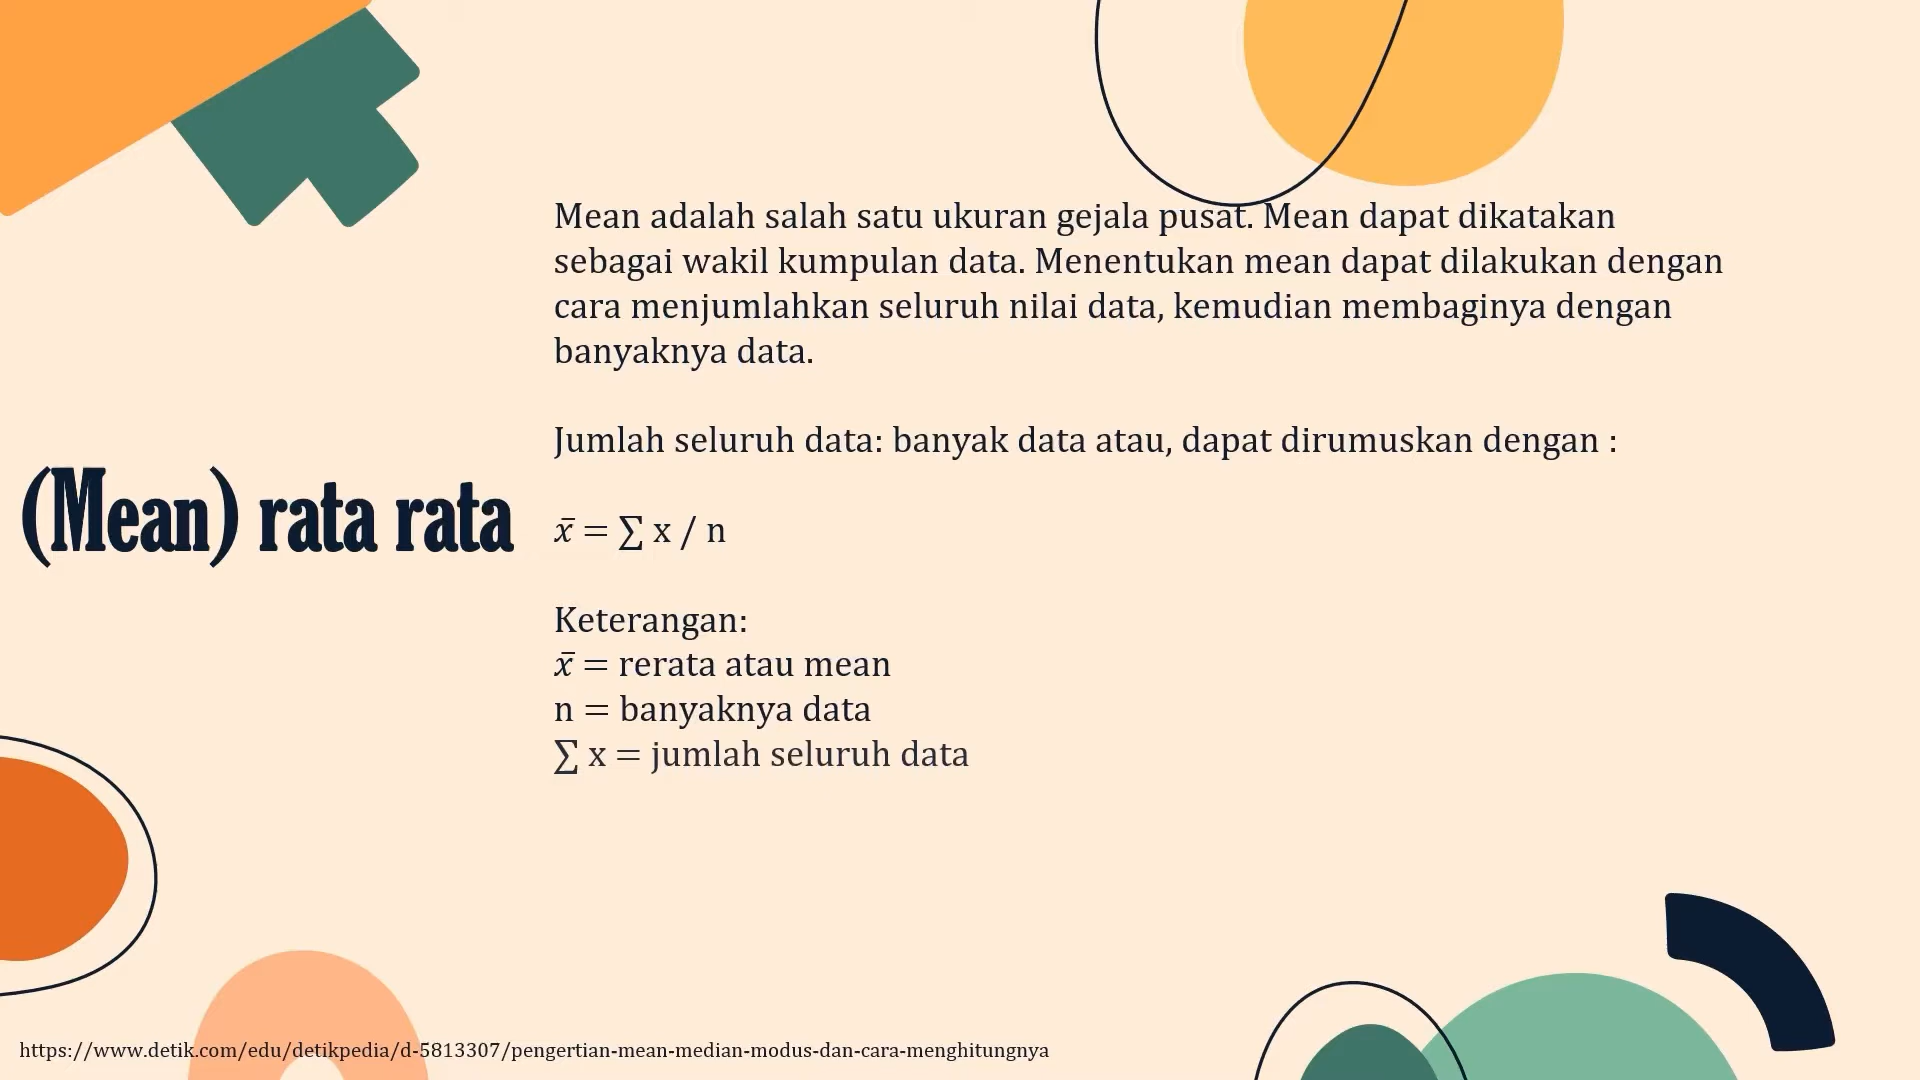 (Mean) rata rata
Mean adalah salah satu ukuran gejala pusat. Mean dapat dikatakan
sebagai wakil kumpulan data. Menentukan mean dapat dilakukan dengan
cara menjumlahkan seluruh nilai data, kemudian membaginya dengan
banyaknya data.
Jumlah seluruh data: banyak data atau, dapat dirumuskan dengan :
x̄ = ∑ x / n
Keterangan:
x̄ = rerata atau mean
n = banyaknya data
∑ x = jumlah seluruh data
https://www.detik.com/edu/detikpedia/d-5813307/pengertian-mean-median-modus-dan-cara-menghitungnya